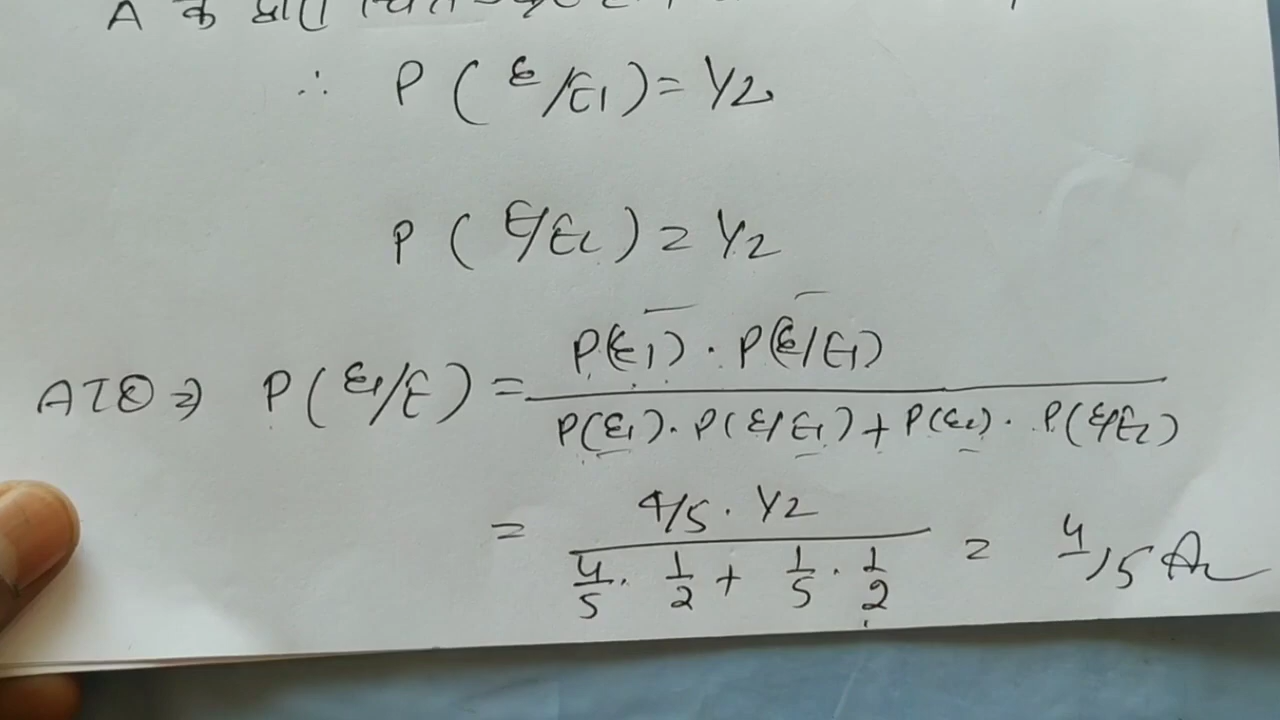 A के द्वारा
∴ P ( E/E1 ) = 1/2
P ( E/E2 ) = 1/2
ATQ ⇒ P ( E1/E ) = P(E1) · P(E/E1) / P(E1) · P(E/E1) + P(E2) · P(E/E2)
= 4/5 · 1/2 / 4/5 · 1/2 + 1/5 · 1/2 = 4/5 A